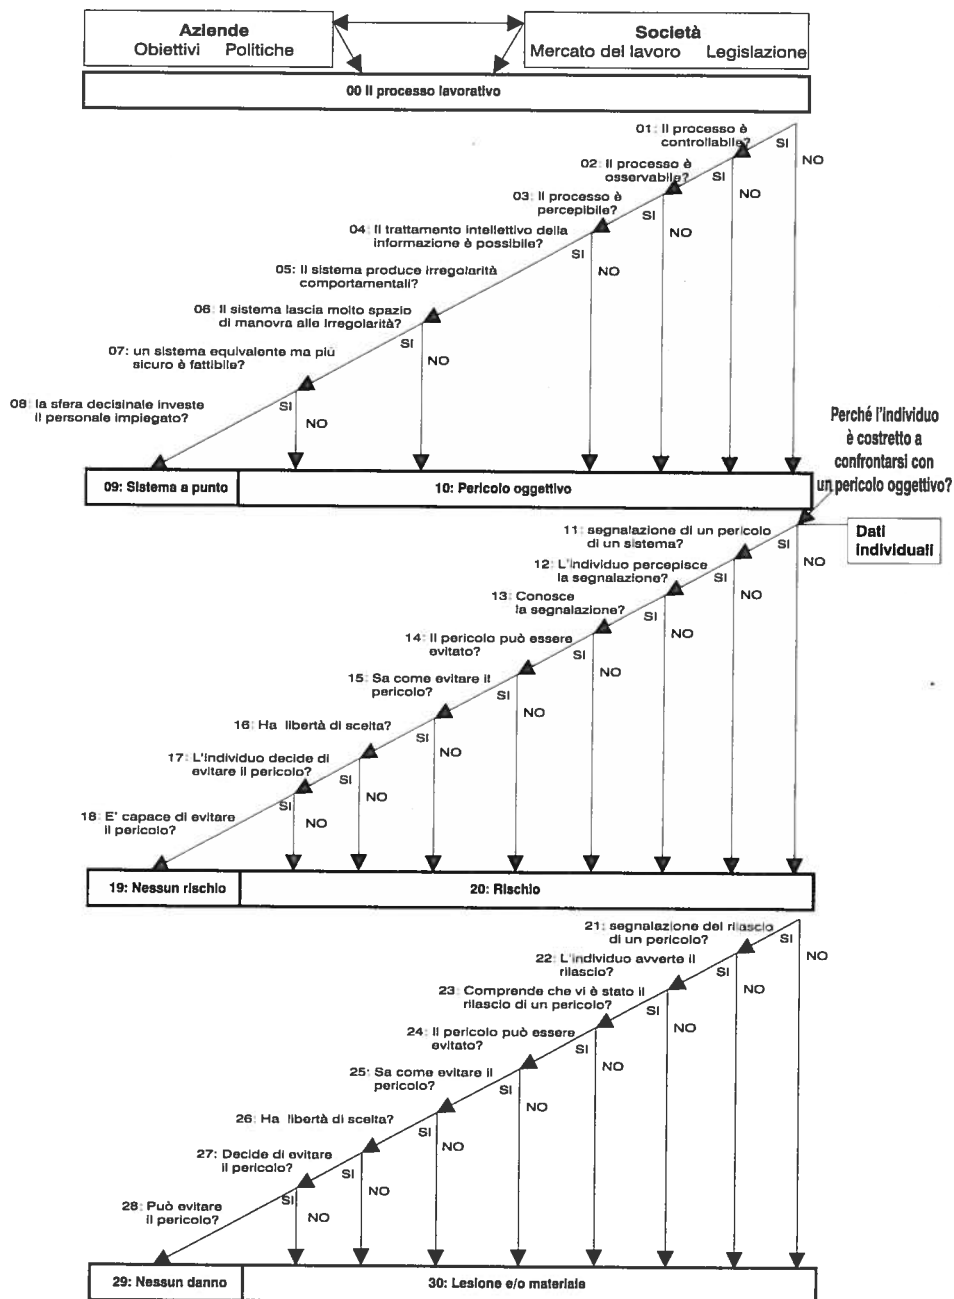 Aziende
Obiettivi Politiche
Società
Mercato del lavoro Legislazione
00 Il processo lavorativo
01: Il processo è
controllabile?
SI
NO
02: Il processo è
osservabile?
SI
NO
03: Il processo è
percepibile?
SI
NO
04: Il trattamento intellettivo della
informazione è possibile?
SI
NO
05: Il sistema produce irregolarità
comportamentali?
06: Il sistema lascia molto spazio
di manovra alle irregolarità?
SI
NO
07: un sistema equivalente ma più
sicuro è fattibile?
SI
NO
08: la sfera decisinale investe
il personale impiegato?
Perché l'individuo
è costretto a
confrontarsi con
un pericolo oggettivo?
09: Sistema a punto
10: Pericolo oggettivo
Dati
individuali
11: segnalazione di un pericolo
di un sistema?
SI
NO
12: L'individuo percepisce
la segnalazione?
SI
NO
13: Conosce
la segnalazione?
SI
NO
14: Il pericolo può essere
evitato?
SI
NO
15: Sa come evitare il
pericolo?
SI
NO
16: Ha libertà di scelta?
SI
NO
17: L'individuo decide di
evitare il pericolo?
SI
NO
18: E' capace di evitare
il pericolo?
SI
NO
19: Nessun rischio
20: Rischio
21: segnalazione del rilascio
di un pericolo?
SI
NO
22: L'individuo avverte il
rilascio?
SI
NO
23: Comprende che vi è stato il
rilascio di un pericolo?
SI
NO
24: Il pericolo può essere
evitato?
SI
NO
25: Sa come evitare il
pericolo?
SI
NO
26: Ha libertà di scelta?
SI
NO
27: Decide di evitare
il pericolo?
SI
NO
28: Può evitare
il pericolo?
SI
NO
29: Nessun danno
30: Lesione e/o materiale